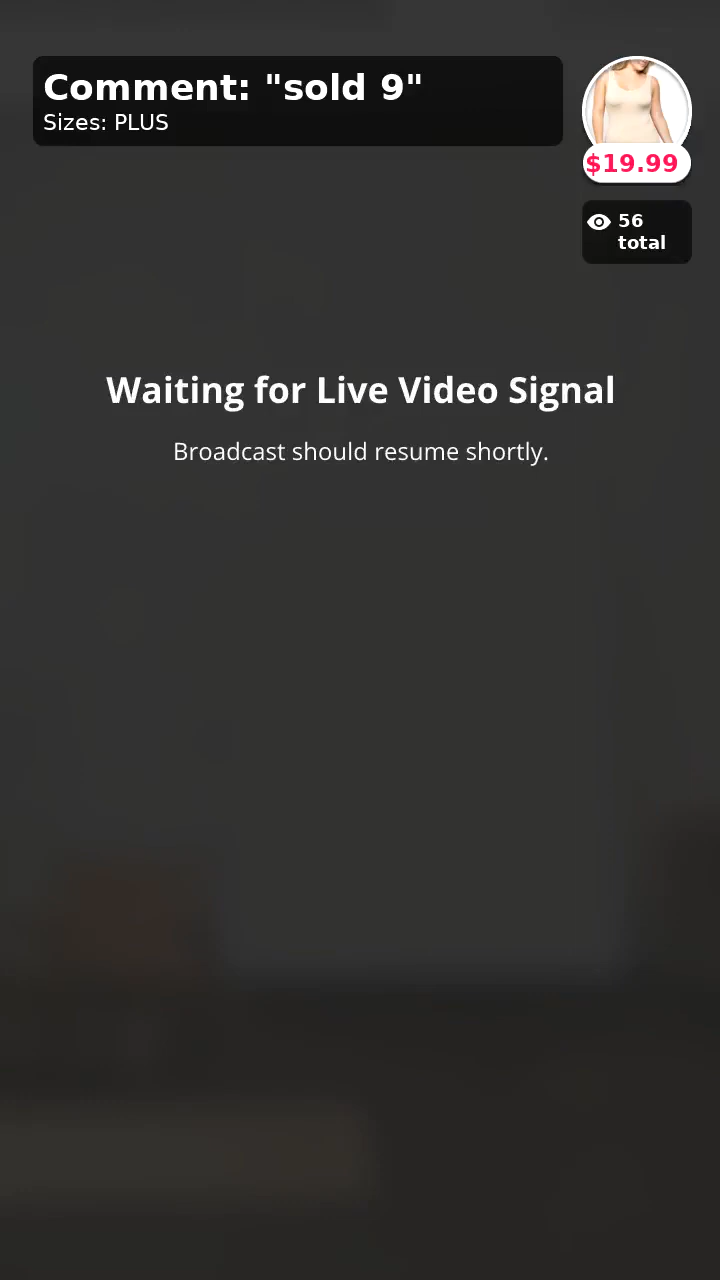 Comment: "sold 9"
Sizes: PLUS
$19.99
56
total
Waiting for Live Video Signal
Broadcast should resume shortly.